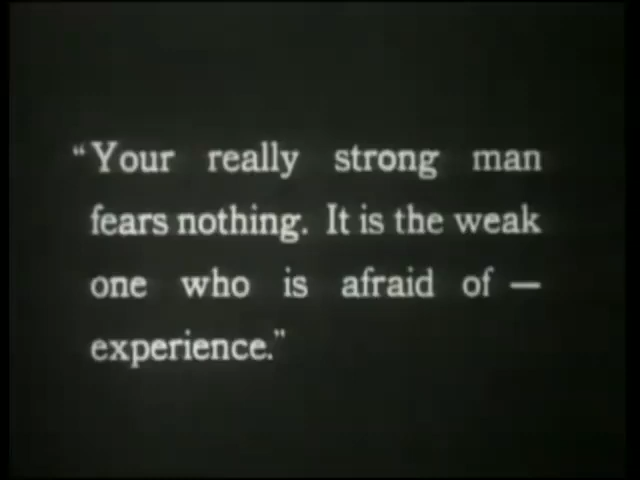 “Your really strong man
fears nothing. It is the weak
one who is afraid of —
experience.”